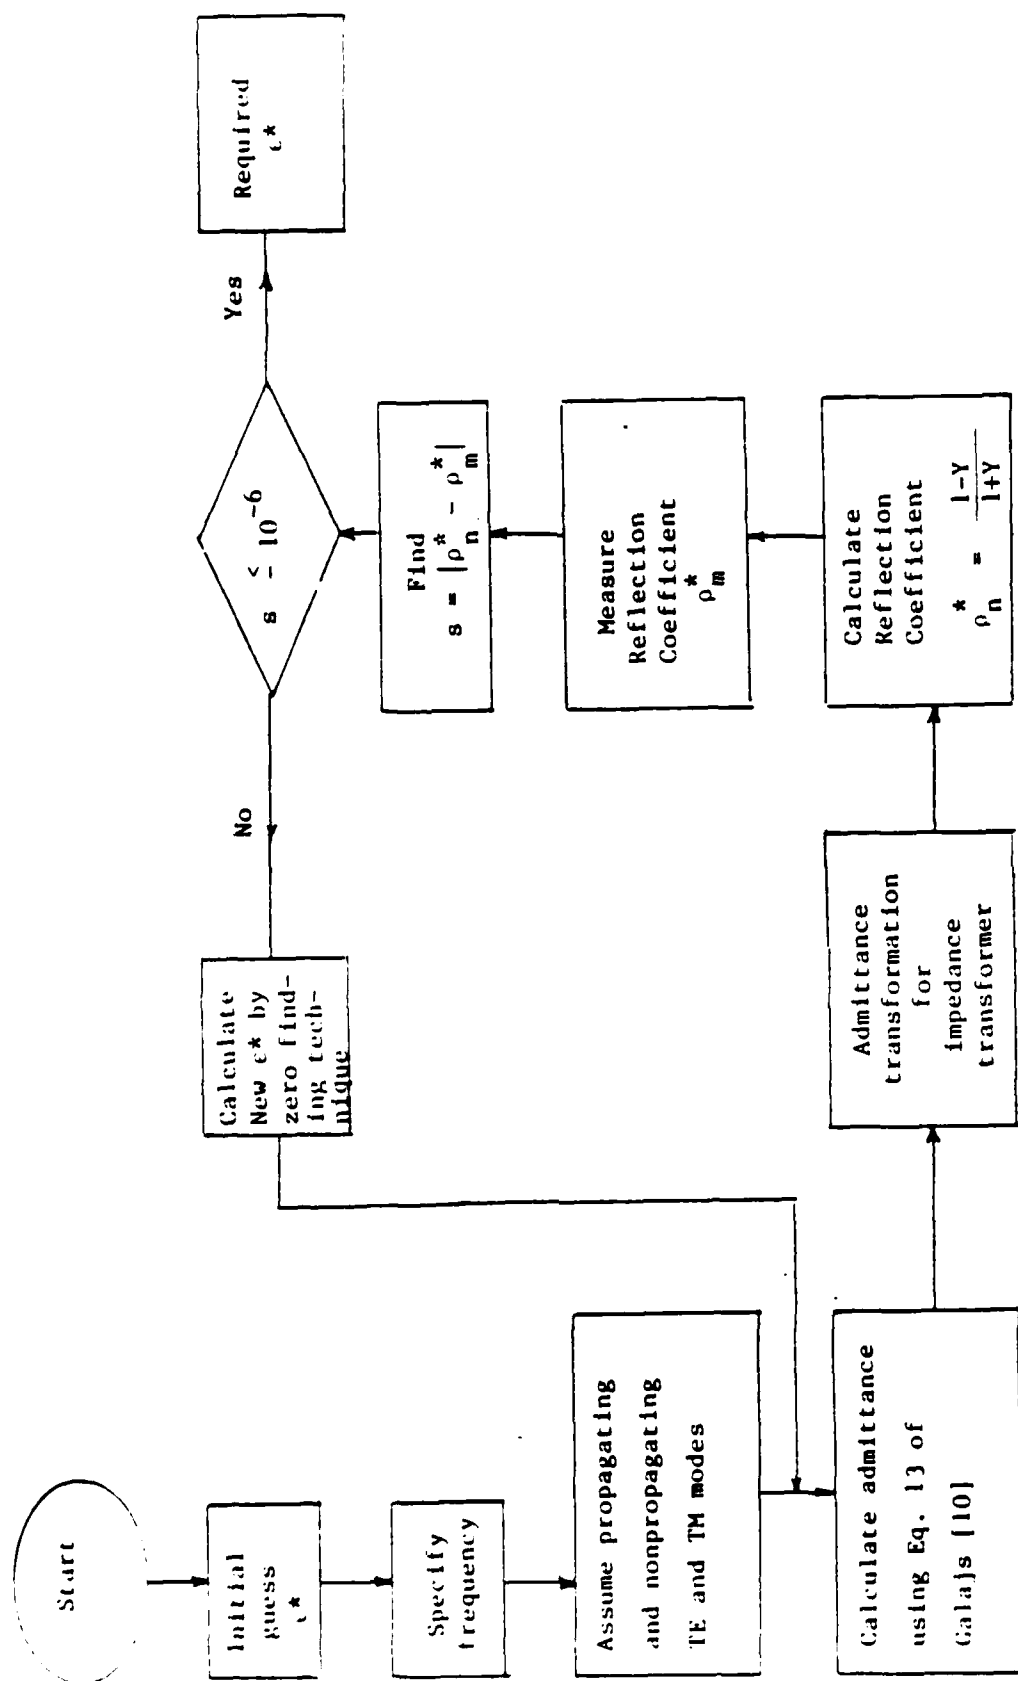 Start
Initial
guess
ϵ*
Specify
frequency
Assume propagating
and nonpropagating
TE and TM modes
Calculate admittance
using Eq. 13 of
Galajs [10]
Admittance
transformation
for
impedance
transformer
Calculate
Reflection
Coefficient
ρ*n = 1-Y / 1+Y
Measure
Reflection
Coefficient
ρ*m
Find
s = |ρ*n - ρ*m|
s ≤ 10^-6
Yes
Required
ϵ*
No
Calculate
New ϵ* by
zero find-
ing tech-
nique